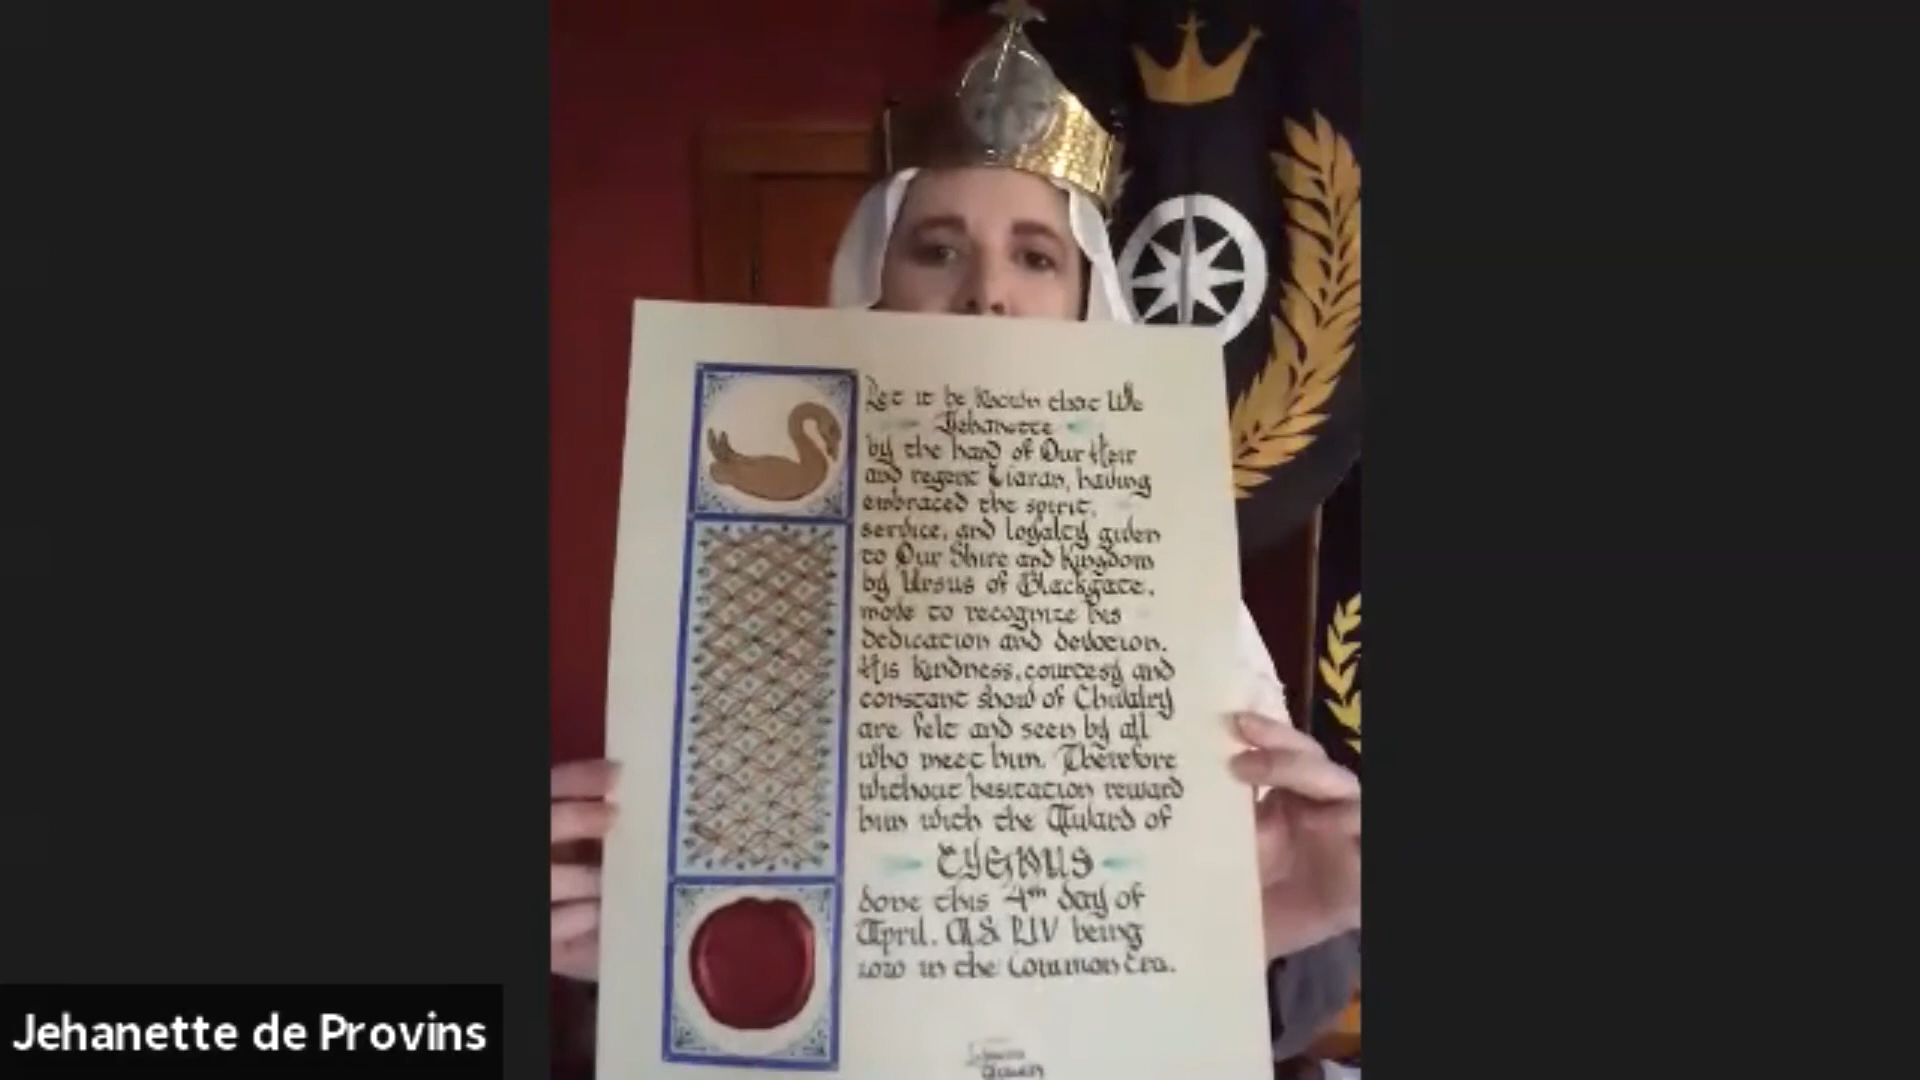 Let it be Known that We
Jehanette
by the hand of Our Heir
and regent Ciaran, having
embraced the spirit,
service, and loyalty given
to Our Shire and Kingdom
by Ursus of Blackgate,
move to recognize his
dedication and devotion.
His kindness, courtesy and
constant show of Chivalry
are felt and seen by all
who meet him. Therefore
without hesitation reward
him with the Award of
CYGNUS
done this 4th day of
April. A.S. LIV being
2020 in the Common Era.
Jehanette de Provins